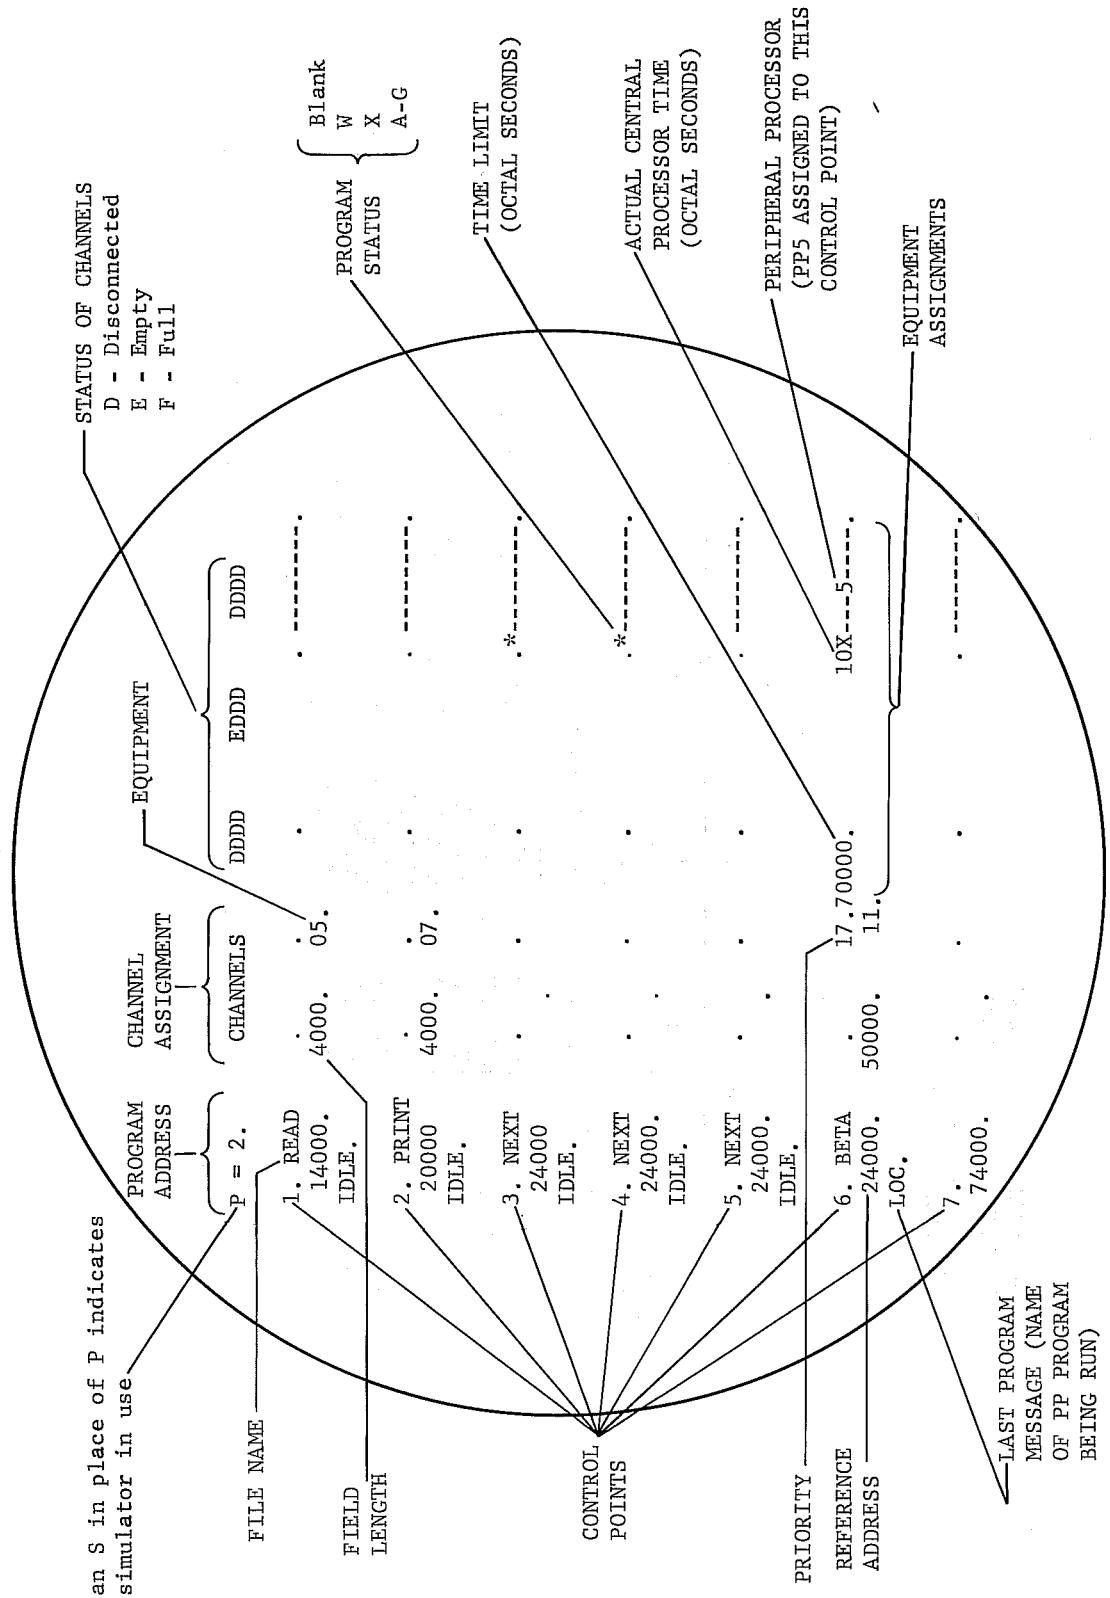 an S in place of P indicates
simulator in use
PROGRAM
ADDRESS
CHANNEL
ASSIGNMENT
EQUIPMENT
STATUS OF CHANNELS
D - Disconnected
E - Empty
F - Full
P = 2.
CHANNELS
DDDD
EDDD
DDDD
FILE NAME
1. READ . . . . --------.
14000. 4000. 05.
IDLE.
FIELD
LENGTH
2. PRINT . . . . --------.
20000 4000. 07.
IDLE.
3. NEXT . . . . *--------.
24000 .
IDLE.
4. NEXT . . . . *--------.
24000. .
IDLE.
5. NEXT . . . . --------.
24000. .
IDLE.
6. BETA . 17.70000. 10X---5-----.
24000. 50000. 11.
LOC.
7. . . . . --------.
74000. .
PROGRAM
STATUS
Blank
W
X
A-G
TIME LIMIT
(OCTAL SECONDS)
CONTROL
POINTS
ACTUAL CENTRAL
PROCESSOR TIME
(OCTAL SECONDS)
PRIORITY
PERIPHERAL PROCESSOR
(PP5 ASSIGNED TO THIS
CONTROL POINT)
REFERENCE
ADDRESS
EQUIPMENT
ASSIGNMENTS
LAST PROGRAM
MESSAGE (NAME
OF PP PROGRAM
BEING RUN)